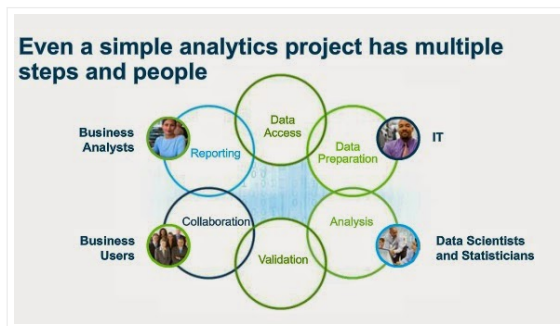 Even a simple analytics project has multiple
steps and people
Data
Access
Business
Analysts
Reporting
Data
Preparation
IT
Collaboration
Analysis
Business
Users
Validation
Data Scientists
and Statisticians